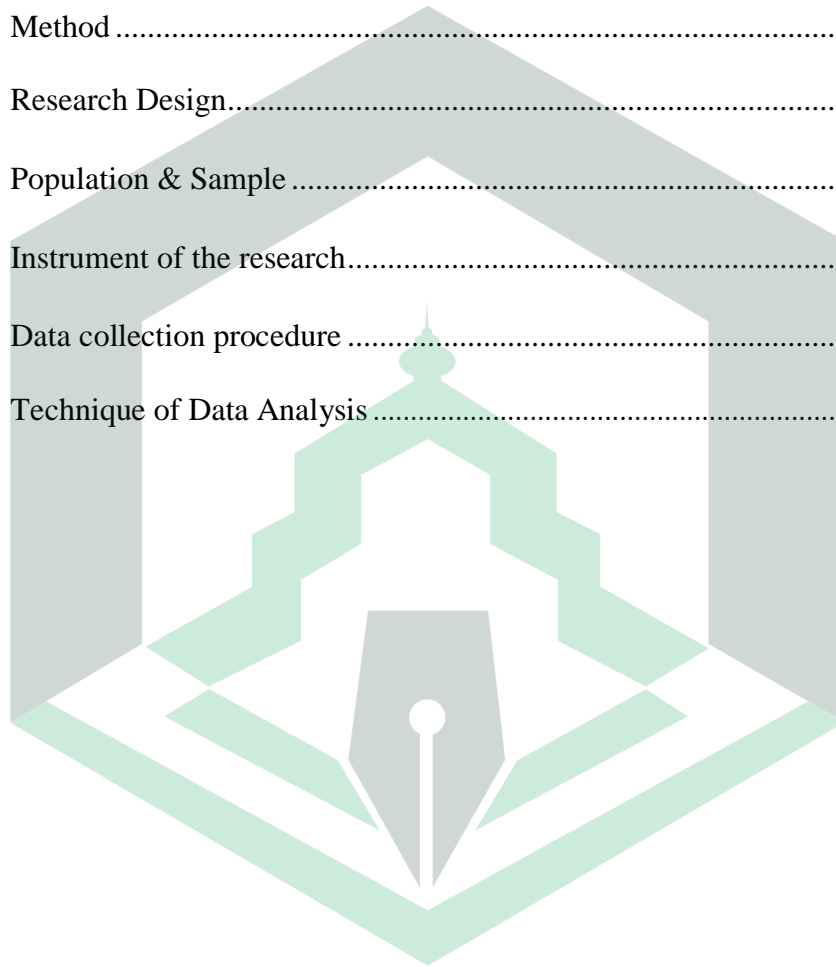 Method ................................................................................
Research Design................................................................................
Population & Sample ................................................................................
Instrument of the research................................................................................
Data collection procedure ................................................................................
Technique of Data Analysis ................................................................................